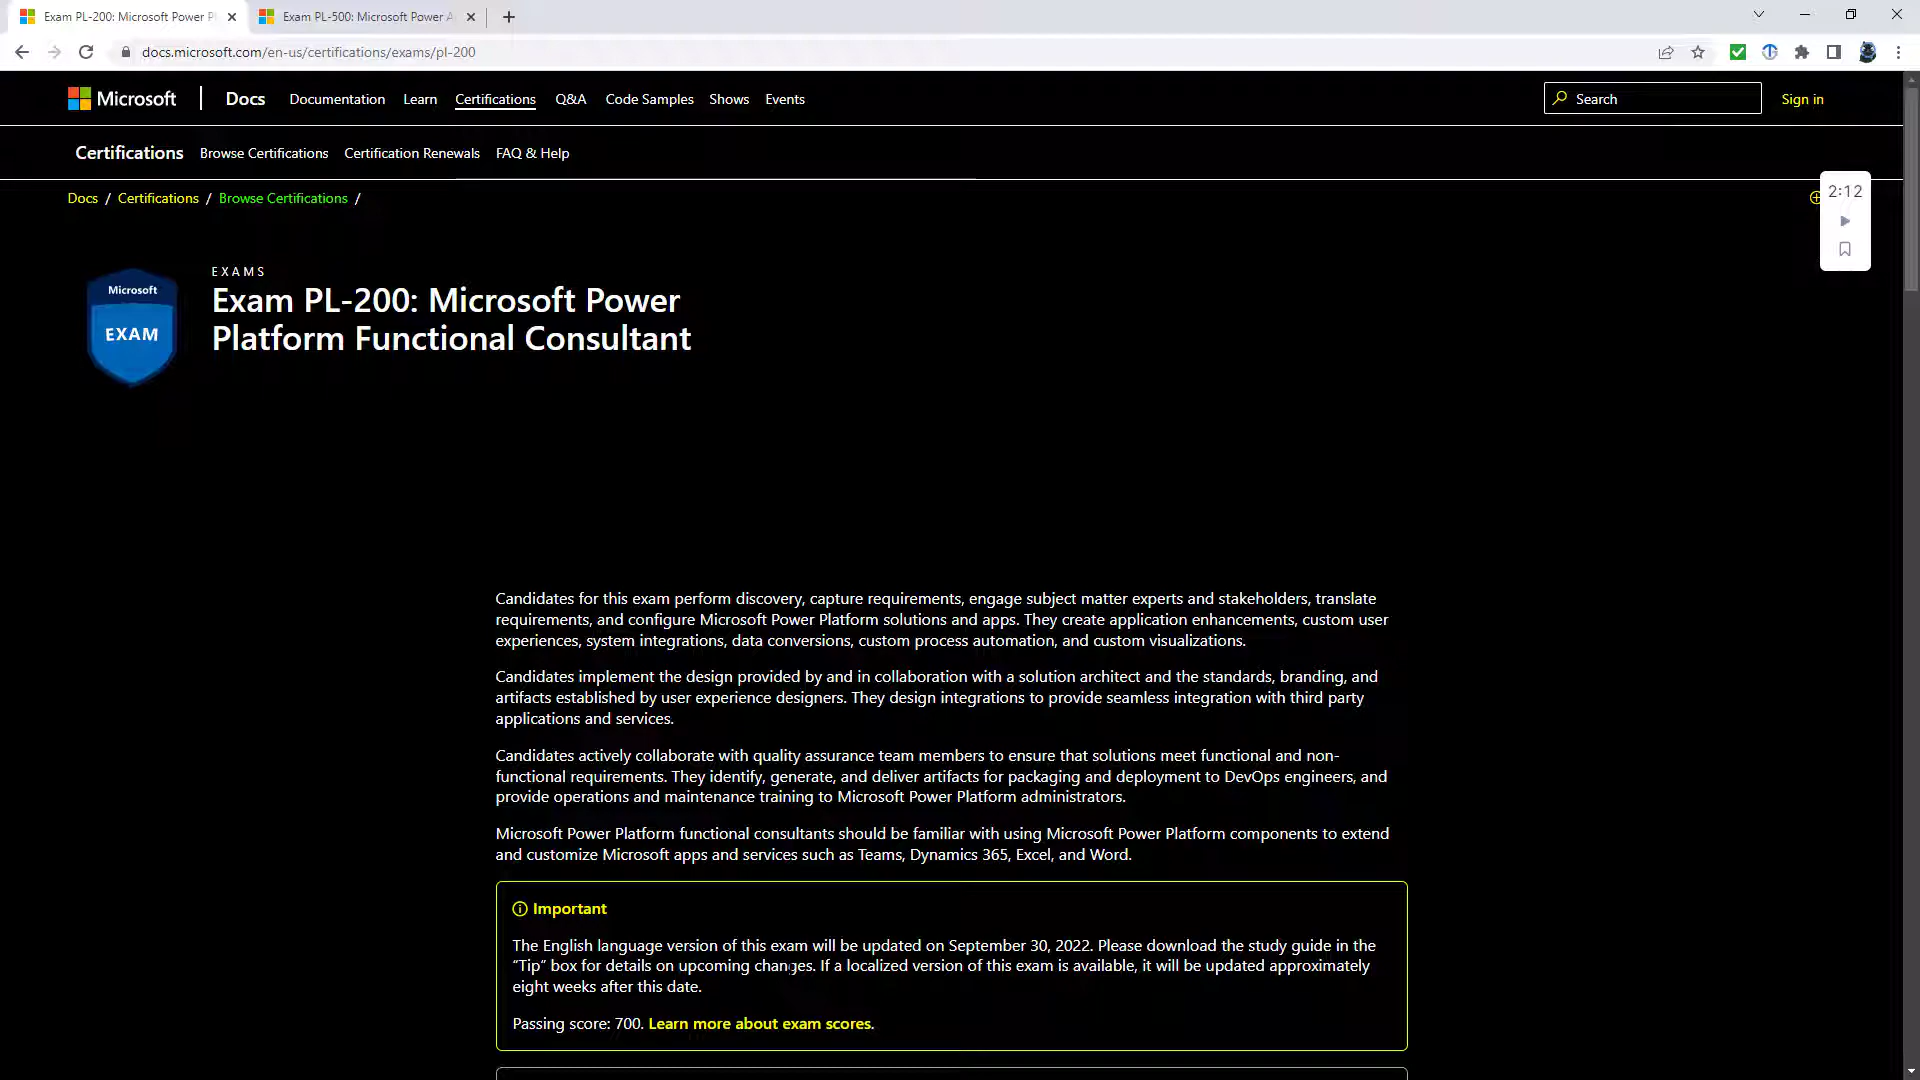 Exam PL-200: Microsoft Power Pl
Exam PL-500: Microsoft Power A
docs.microsoft.com/en-us/certifications/exams/pl-200
Microsoft
Docs Documentation Learn Certifications Q&A Code Samples Shows Events
Search
Sign in
Certifications Browse Certifications Certification Renewals FAQ & Help
Docs / Certifications / Browse Certifications /
2:12
Microsoft
EXAM
EXAMS
Exam PL-200: Microsoft Power
Platform Functional Consultant
Candidates for this exam perform discovery, capture requirements, engage subject matter experts and stakeholders, translate
requirements, and configure Microsoft Power Platform solutions and apps. They create application enhancements, custom user
experiences, system integrations, data conversions, custom process automation, and custom visualizations.
Candidates implement the design provided by and in collaboration with a solution architect and the standards, branding, and
artifacts established by user experience designers. They design integrations to provide seamless integration with third party
applications and services.
Candidates actively collaborate with quality assurance team members to ensure that solutions meet functional and non-
functional requirements. They identify, generate, and deliver artifacts for packaging and deployment to DevOps engineers, and
provide operations and maintenance training to Microsoft Power Platform administrators.
Microsoft Power Platform functional consultants should be familiar with using Microsoft Power Platform components to extend
and customize Microsoft apps and services such as Teams, Dynamics 365, Excel, and Word.
Important
The English language version of this exam will be updated on September 30, 2022. Please download the study guide in the
“Tip” box for details on upcoming changes. If a localized version of this exam is available, it will be updated approximately
eight weeks after this date.
Passing score: 700. Learn more about exam scores.